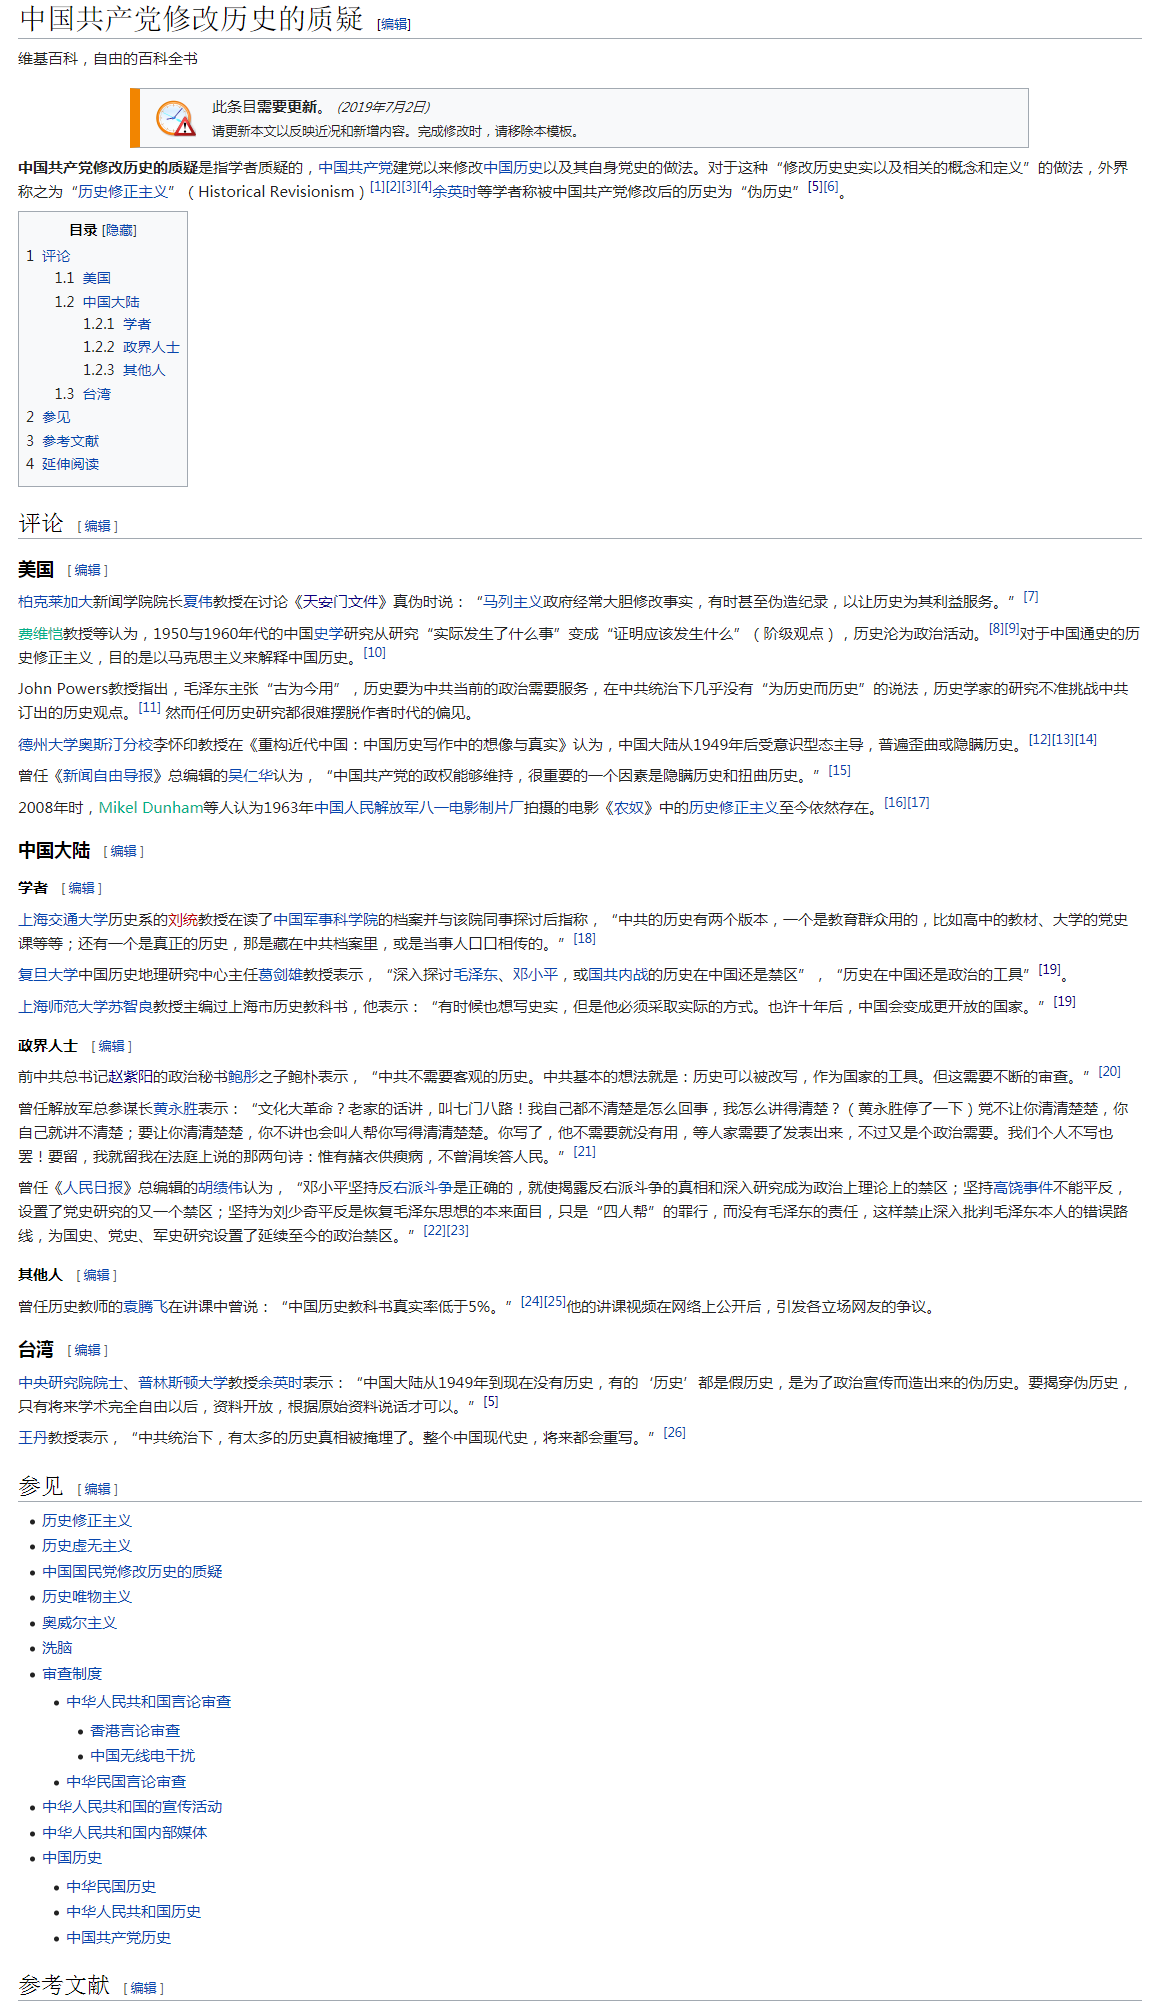 中国共产党修改历史的质疑 [编辑]
维基百科，自由的百科全书
此条目需要更新。 (2019年7月2日)
请更新本文以反映近况和新增内容。完成修改时，请移除本模板。
中国共产党修改历史的质疑是指学者质疑的，中国共产党建党以来修改中国历史以及其自身党史的做法。对于这种“修改历史史实以及相关的概念和定义”的做法，外界
称之为“历史修正主义”（Historical Revisionism）[1][2][3][4]余英时等学者称被中国共产党修改后的历史为“伪历史”[5][6]。
目录 [隐藏]
1 评论
1.1 美国
1.2 中国大陆
1.2.1 学者
1.2.2 政界人士
1.2.3 其他人
1.3 台湾
2 参见
3 参考文献
4 延伸阅读
评论 [ 编辑 ]
美国 [ 编辑 ]
柏克莱加大新闻学院院长夏伟教授在讨论《天安门文件》真伪时说：“马列主义政府经常大胆修改事实，有时甚至伪造纪录，以让历史为其利益服务。”[7]
费维恺教授等认为，1950与1960年代的中国史学研究从研究“实际发生了什么事”变成“证明应该发生什么”（阶级观点），历史沦为政治活动。[8][9]对于中国通史的历
史修正主义，目的是以马克思主义来解释中国历史。[10]
John Powers教授指出，毛泽东主张“古为今用”，历史要为中共当前的政治需要服务，在中共统治下几乎没有“为历史而历史”的说法，历史学家的研究不准挑战中共
订出的历史观点。[11] 然而任何历史研究都很难摆脱作者时代的偏见。
德州大学奥斯汀分校李怀印教授在《重构近代中国：中国历史写作中的想像与真实》认为，中国大陆从1949年后受意识型态主导，普遍歪曲或隐瞒历史。[12][13][14]
曾任《新闻自由导报》总编辑的吴仁华认为，“中国共产党的政权能够维持，很重要的一个因素是隐瞒历史和扭曲历史。”[15]
2008年时，Mikel Dunham等人认为1963年中国人民解放军八一电影制片厂拍摄的电影《农奴》中的历史修正主义至今依然存在。[16][17]
中国大陆 [ 编辑 ]
学者 [ 编辑 ]
上海交通大学历史系的刘统教授在读了中国军事科学院的档案并与该院同事探讨后指称，“中共的历史有两个版本，一个是教育群众用的，比如高中的教材、大学的党史
课等等；还有一个是真正的历史，那是藏在中共档案里，或是当事人口口相传的。”[18]
复旦大学中国历史地理研究中心主任葛剑雄教授表示，“深入探讨毛泽东、邓小平，或国共内战的历史在中国还是禁区”，“历史在中国还是政治的工具”[19]。
上海师范大学苏智良教授主编过上海市历史教科书，他表示：“有时候也想写史实，但是他必须采取实际的方式。也许十年后，中国会变成更开放的国家。”[19]
政界人士 [ 编辑 ]
前中共总书记赵紫阳的政治秘书鲍彤之子鲍朴表示，“中共不需要客观的历史。中共基本的想法就是：历史可以被改写，作为国家的工具。但这需要不断的审查。”[20]
曾任解放军总参谋长黄永胜表示：“文化大革命？老家的话讲，叫七门八路！我自己都不清楚是怎么回事，我怎么讲得清楚？（黄永胜停了一下）党不让你清清楚楚，你
自己就讲不清楚；要让你清清楚楚，你不讲也会叫人帮你写得清清楚楚。你写了，他不需要就没有用，等人家需要了发表出来，不过又是个政治需要。我们个人不写也
罢！要留，我就留我在法庭上说的那两句诗：惟有赭衣供瘐病，不曾涓埃答人民。”[21]
曾任《人民日报》总编辑的胡绩伟认为，“邓小平坚持反右派斗争是正确的，就使揭露反右派斗争的真相和深入研究成为政治上理论上的禁区；坚持高饶事件不能平反，
设置了党史研究的又一个禁区；坚持为刘少奇平反是恢复毛泽东思想的本来面目，只是“四人帮”的罪行，而没有毛泽东的责任，这样禁止深入批判毛泽东本人的错误路
线，为国史、党史、军史研究设置了延续至今的政治禁区。”[22][23]
其他人 [ 编辑 ]
曾任历史教师的袁腾飞在讲课中曾说：“中国历史教科书真实率低于5%。”[24][25]他的讲课视频在网络上公开后，引发各立场网友的争议。
台湾 [ 编辑 ]
中央研究院院士、普林斯顿大学教授余英时表示：“中国大陆从1949年到现在没有历史，有的‘历史’都是假历史，是为了政治宣传而造出来的伪历史。要揭穿伪历史，
只有将来学术完全自由以后，资料开放，根据原始资料说话才可以。”[5]
王丹教授表示，“中共统治下，有太多的历史真相被掩埋了。整个中国现代史，将来都会重写。”[26]
参见 [ 编辑 ]
历史修正主义
历史虚无主义
中国国民党修改历史的质疑
历史唯物主义
奥威尔主义
洗脑
审查制度
中华人民共和国言论审查
香港言论审查
中国无线电干扰
中华民国言论审查
中华人民共和国的宣传活动
中华人民共和国内部媒体
中国历史
中华民国历史
中华人民共和国历史
中国共产党历史
参考文献 [ 编辑 ]